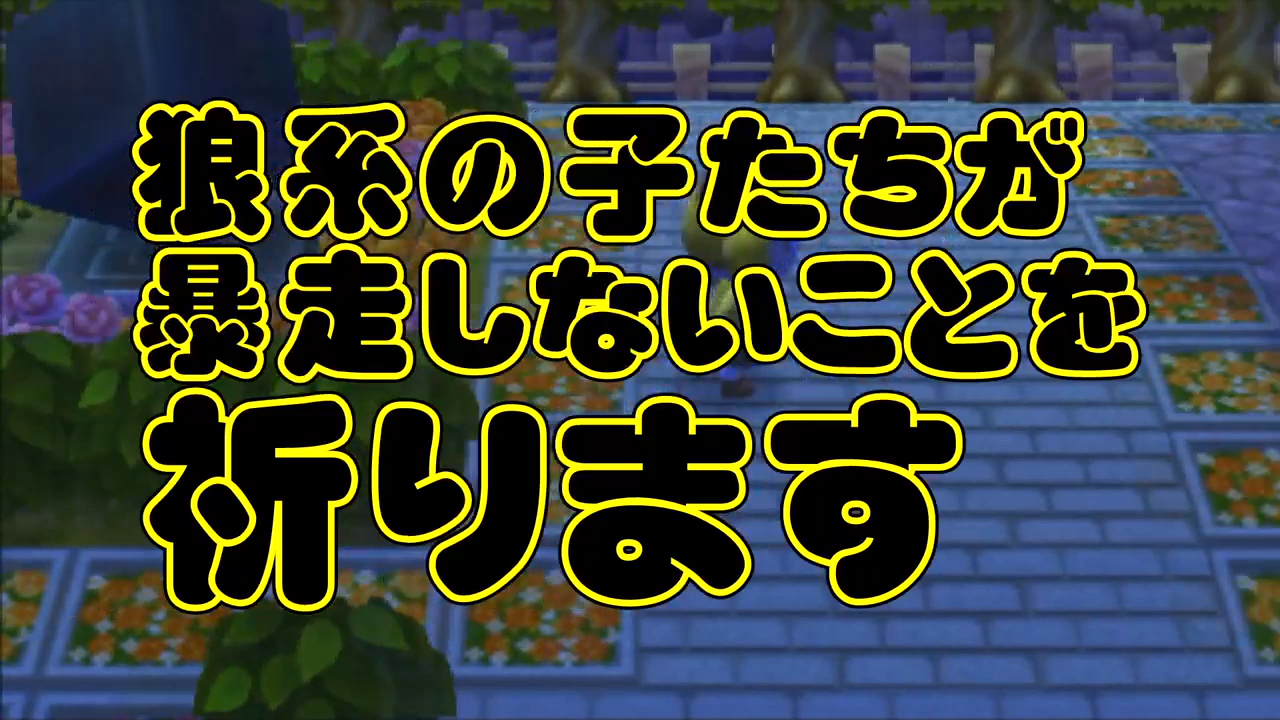 狼系の子たちが
暴走しないことを
祈ります